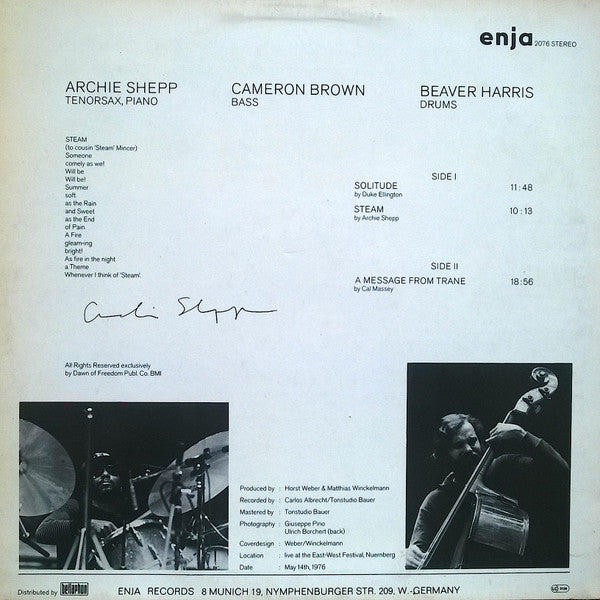 enja 2076 STEREO
ARCHIE SHEPP
TENORSAX, PIANO
CAMERON BROWN
BASS
BEAVER HARRIS
DRUMS
STEAM
(to cousin 'Steam' Mincer)
Someone
comely as we!
Will be
Will be!
Summer
soft
as the Rain
and Sweet
as the End
of Pain.
A Fire
gleam-ing
bright!
As fire in the night
a Theme
Whenever I think of 'Steam'.
SIDE I
SOLITUDE 11:48
by Duke Ellington
STEAM 10:13
by Archie Shepp
SIDE II
A MESSAGE FROM TRANE 18:56
by Cal Massey
Archie Shepp
All Rights Reserved exclusively
by Dawn of Freedom Publ. Co. BMI
Produced by : Horst Weber & Matthias Winckelmann
Recorded by : Carlos Albrecht/Tonstudio Bauer
Mastered by : Tonstudio Bauer
Photography : Giuseppe Pino
Ulrich Borchert (back)
Coverdesign : Weber/Winckelmann
Location : live at the East-West Festival, Nuernberg
Date : May 14th, 1976
Distributed by bellaphon
ENJA RECORDS 8 MUNICH 19, NYMPHENBURGER STR. 209, W.-GERMANY